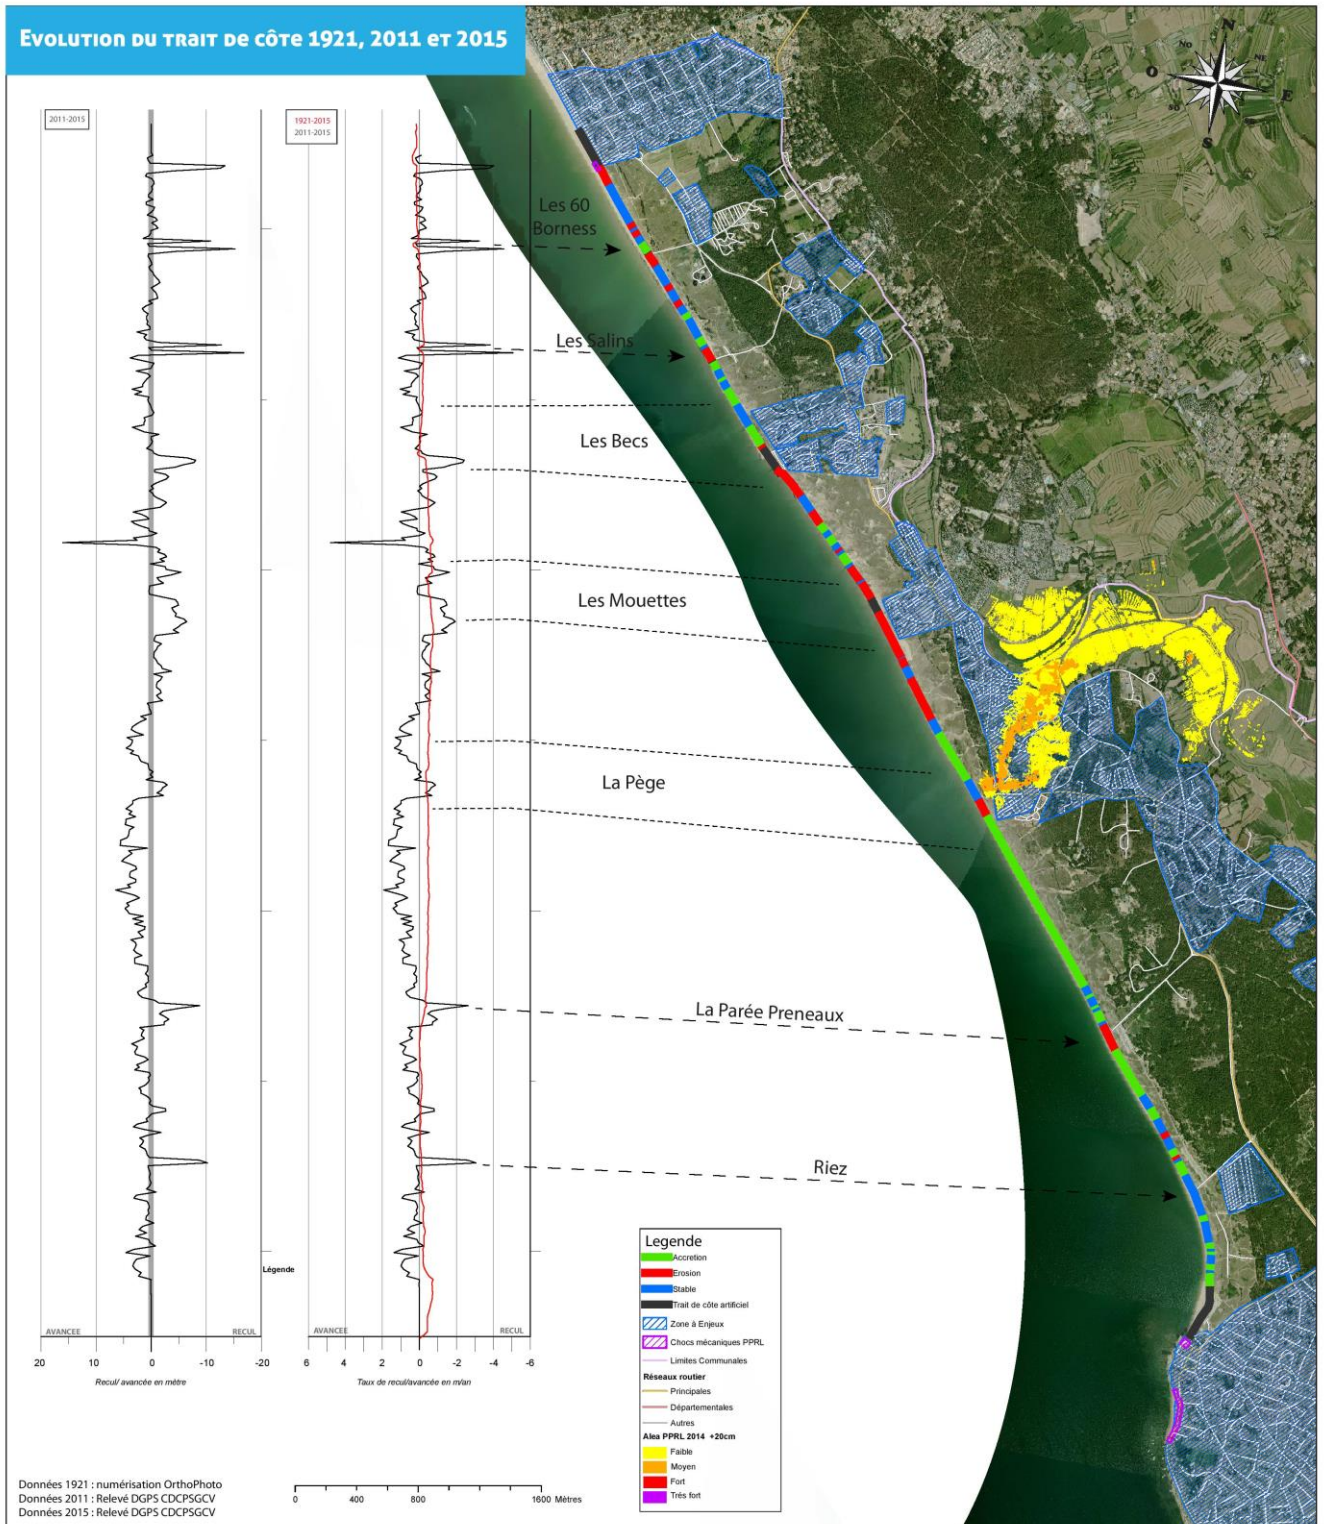 Evolution du trait de côte 1921, 2011 et 2015
N
NO
NE
O
E
SO
S
2011-2015
1921-2015
2011-2015
Les 60
Borness
Les Salins
Les Becs
Les Mouettes
La Pège
La Parée Preneaux
Riez
Légende
AVANCEE
RECUL
AVANCEE
RECUL
20
10
0
-10
-20
6
4
2
0
-2
-4
-6
Recul/ avancée en mètre
Taux de recul/avancée en m/an
Legende
Accretion
Erosion
Stable
Trait de côte artificiel
Zone à Enjeux
Chocs mécaniques PPRL
Limites Communales
Réseaux routier
Principales
Départementales
Autres
Alea PPRL 2014 +20cm
Faible
Moyen
Fort
Trés fort
Données 1921 : numérisation OrthoPhoto
Données 2011 : Relevé DGPS CDCPSGCV
Données 2015 : Relevé DGPS CDCPSGCV
0
400
800
1600 Mètres